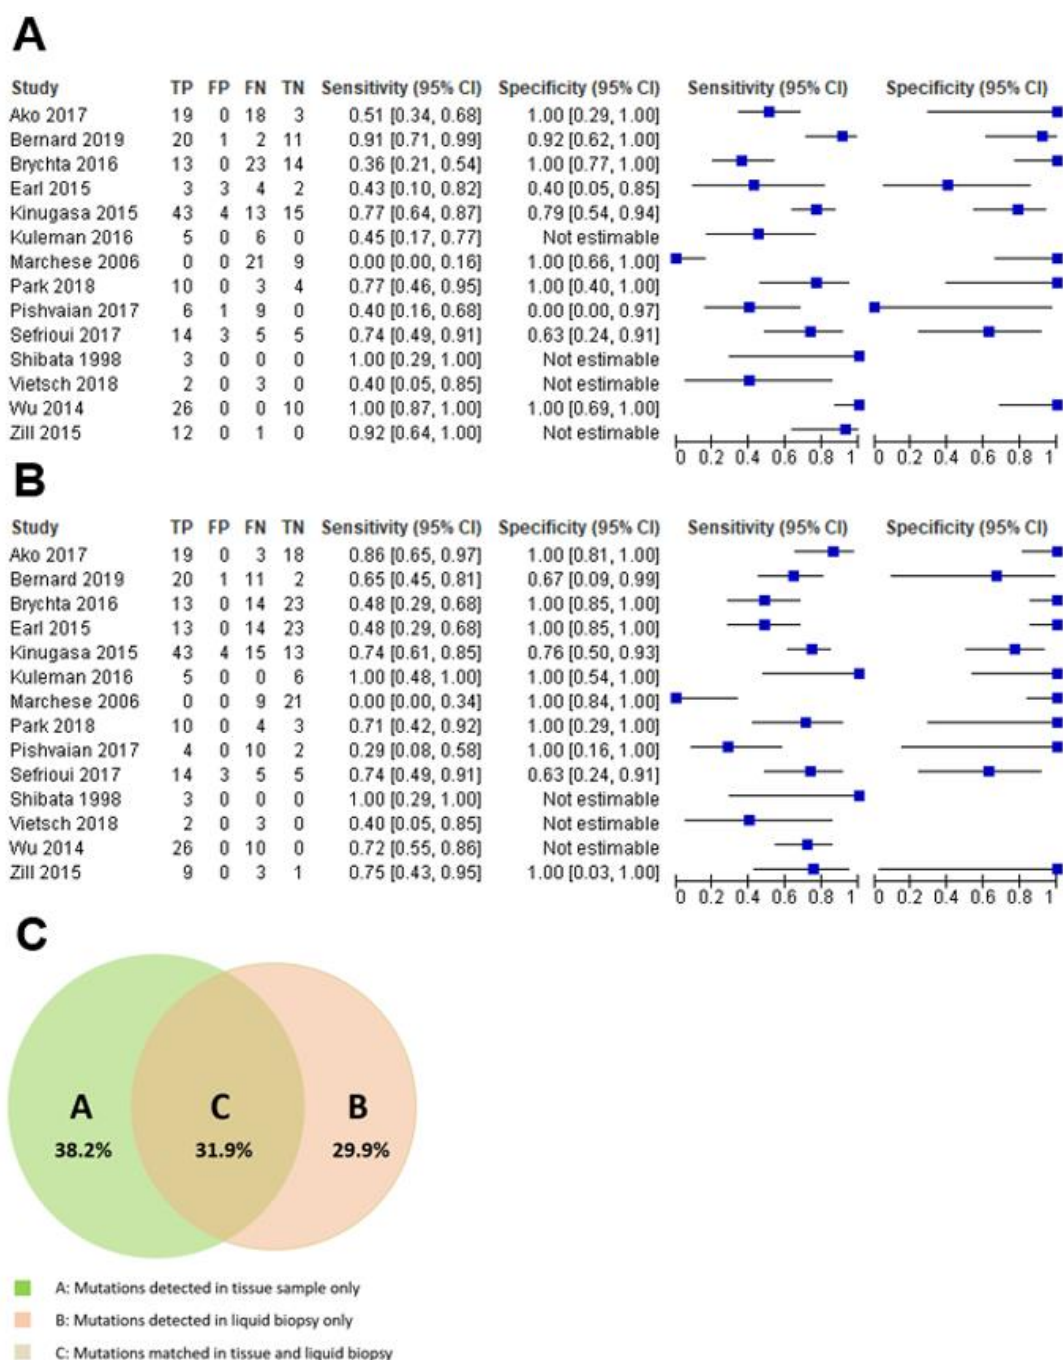 A
Study TP FP FN TN Sensitivity (95% CI) Specificity (95% CI) Sensitivity (95% CI) Specificity (95% CI)
Ako 2017 19 0 18 3 0.51 [0.34, 0.68] 1.00 [0.29, 1.00]
Bernard 2019 20 1 2 11 0.91 [0.71, 0.99] 0.92 [0.62, 1.00]
Brychta 2016 13 0 23 14 0.36 [0.21, 0.54] 1.00 [0.77, 1.00]
Earl 2015 3 3 4 2 0.43 [0.10, 0.82] 0.40 [0.05, 0.85]
Kinugasa 2015 43 4 13 15 0.77 [0.64, 0.87] 0.79 [0.54, 0.94]
Kuleman 2016 5 0 6 0 0.45 [0.17, 0.77] Not estimable
Marchese 2006 0 0 21 9 0.00 [0.00, 0.16] 1.00 [0.66, 1.00]
Park 2018 10 0 3 4 0.77 [0.46, 0.95] 1.00 [0.40, 1.00]
Pishvaian 2017 6 1 9 0 0.40 [0.16, 0.68] 0.00 [0.00, 0.97]
Sefrioui 2017 14 3 5 5 0.74 [0.49, 0.91] 0.63 [0.24, 0.91]
Shibata 1998 3 0 0 0 1.00 [0.29, 1.00] Not estimable
Vietsch 2018 2 0 3 0 0.40 [0.05, 0.85] Not estimable
Wu 2014 26 0 0 10 1.00 [0.87, 1.00] 1.00 [0.69, 1.00]
Zill 2015 12 0 1 0 0.92 [0.64, 1.00] Not estimable
0 0.2 0.4 0.6 0.8 1 0 0.2 0.4 0.6 0.8 1
B
Study TP FP FN TN Sensitivity (95% CI) Specificity (95% CI) Sensitivity (95% CI) Specificity (95% CI)
Ako 2017 19 0 3 18 0.86 [0.65, 0.97] 1.00 [0.81, 1.00]
Bernard 2019 20 1 11 2 0.65 [0.45, 0.81] 0.67 [0.09, 0.99]
Brychta 2016 13 0 14 23 0.48 [0.29, 0.68] 1.00 [0.85, 1.00]
Earl 2015 13 0 14 23 0.48 [0.29, 0.68] 1.00 [0.85, 1.00]
Kinugasa 2015 43 4 15 13 0.74 [0.61, 0.85] 0.76 [0.50, 0.93]
Kuleman 2016 5 0 0 6 1.00 [0.48, 1.00] 1.00 [0.54, 1.00]
Marchese 2006 0 0 9 21 0.00 [0.00, 0.34] 1.00 [0.84, 1.00]
Park 2018 10 0 4 3 0.71 [0.42, 0.92] 1.00 [0.29, 1.00]
Pishvaian 2017 4 0 10 2 0.29 [0.08, 0.58] 1.00 [0.16, 1.00]
Sefrioui 2017 14 3 5 5 0.74 [0.49, 0.91] 0.63 [0.24, 0.91]
Shibata 1998 3 0 0 0 1.00 [0.29, 1.00] Not estimable
Vietsch 2018 2 0 3 0 0.40 [0.05, 0.85] Not estimable
Wu 2014 26 0 10 0 0.72 [0.55, 0.86] Not estimable
Zill 2015 9 0 3 1 0.75 [0.43, 0.95] 1.00 [0.03, 1.00]
0 0.2 0.4 0.6 0.8 1 0 0.2 0.4 0.6 0.8 1
C
A C B
38.2% 31.9% 29.9%
A: Mutations detected in tissue sample only
B: Mutations detected in liquid biopsy only
C: Mutations matched in tissue and liquid biopsy